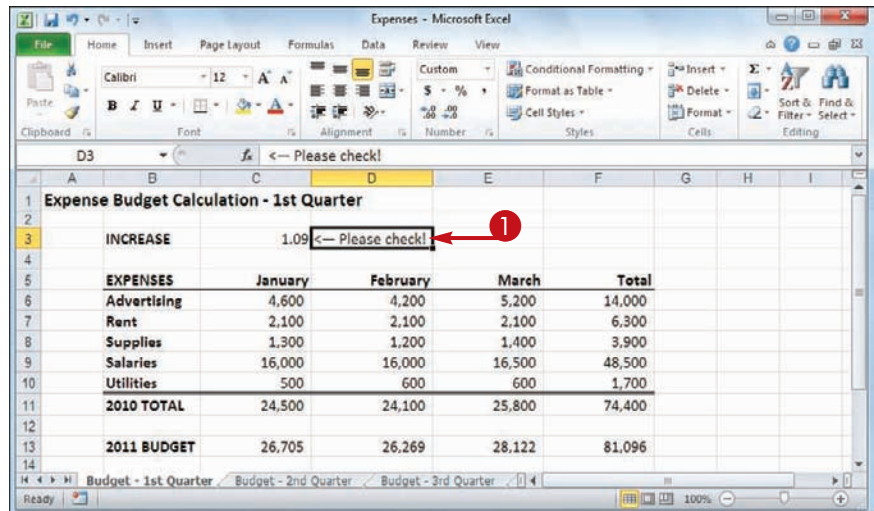 Expenses - Microsoft Excel
File Home Insert Page Layout Formulas Data Review View
Paste
Calibri 12 A A
B I U A
Custom
$ % ,
.00 .0
Conditional Formatting
Format as Table
Cell Styles
Insert
Delete
Format
Σ
Sort & Filter
Find & Select
Clipboard Font Alignment Number Styles Cells Editing
D3 fx <— Please check!
A B C D E F G H I
1 Expense Budget Calculation - 1st Quarter
2
3 INCREASE 1.09 <— Please check! 1
4
5 EXPENSES January February March Total
6 Advertising 4,600 4,200 5,200 14,000
7 Rent 2,100 2,100 2,100 6,300
8 Supplies 1,300 1,200 1,400 3,900
9 Salaries 16,000 16,000 16,500 48,500
10 Utilities 500 600 600 1,700
11 2010 TOTAL 24,500 24,100 25,800 74,400
12
13 2011 BUDGET 26,705 26,269 28,122 81,096
14
Budget - 1st Quarter Budget - 2nd Quarter Budget - 3rd Quarter
Ready 100%